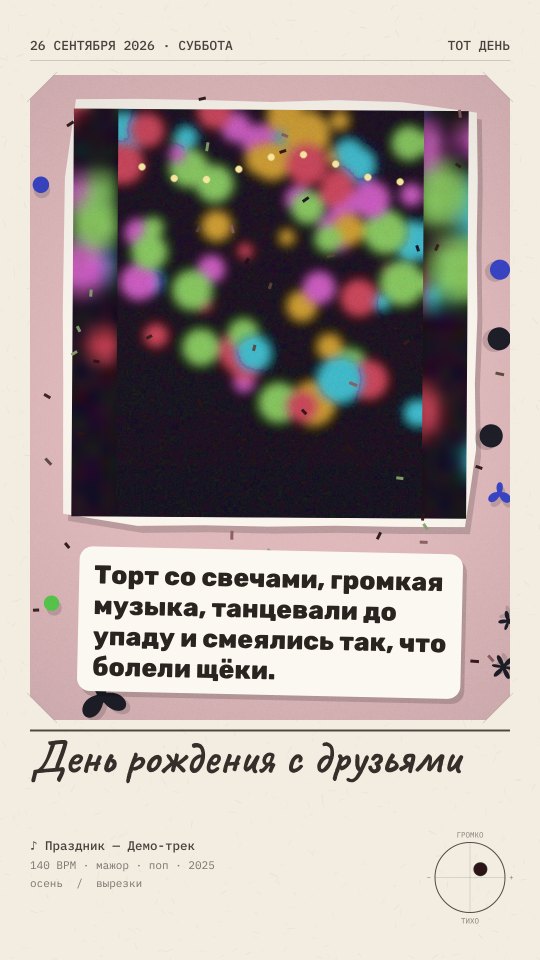 26 СЕНТЯБРЯ 2026 · СУББОТА
ТОТ ДЕНЬ
Торт со свечами, громкая
музыка, танцевали до
упаду и смеялись так, что
болели щёки.
День рождения с друзьями
♪ Праздник — Демо-трек
140 BPM · мажор · поп · 2025
осень / вырезки
ГРОМКО
ТИХО